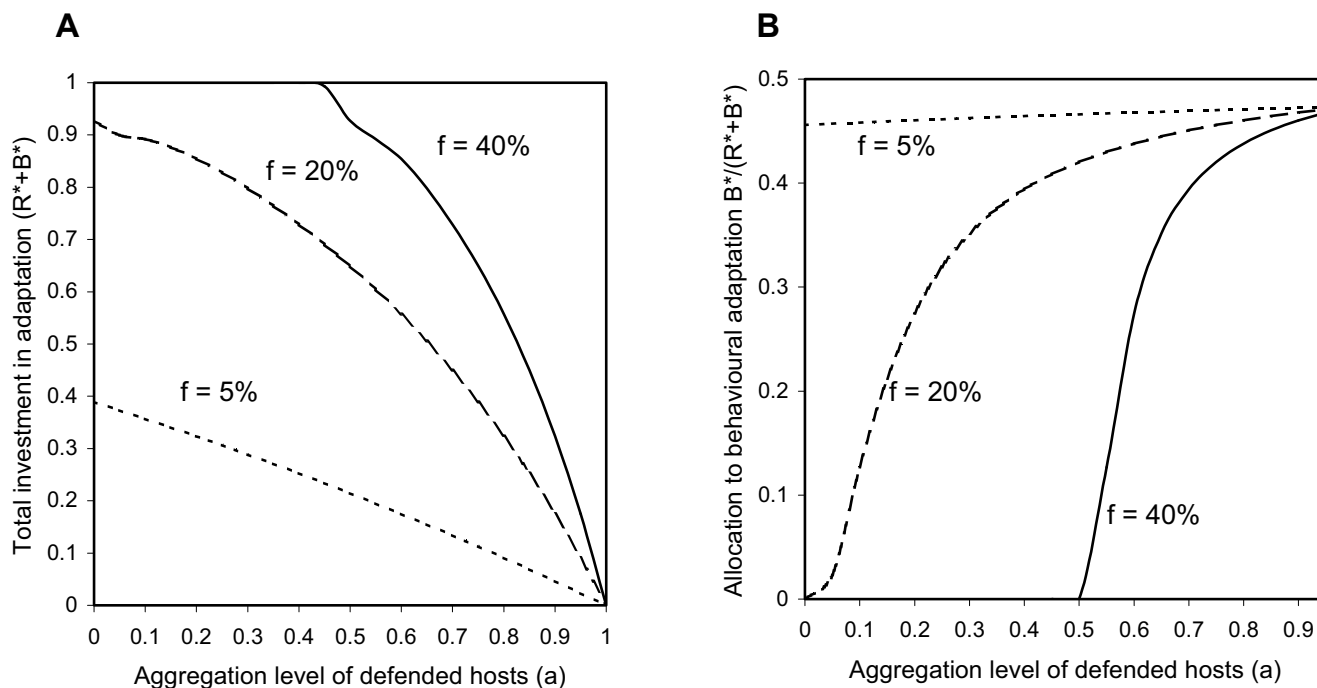 A
Total investment in adaptation (R*+B*)
1
0.9
0.8
0.7
0.6
0.5
0.4
0.3
0.2
0.1
0
f = 40%
f = 20%
f = 5%
0 0.1 0.2 0.3 0.4 0.5 0.6 0.7 0.8 0.9 1
Aggregation level of defended hosts (a)
B
Allocation to behavioural adaptation B*/(R*+B*)
0.5
0.4
0.3
0.2
0.1
0
f = 5%
f = 20%
f = 40%
0 0.1 0.2 0.3 0.4 0.5 0.6 0.7 0.8 0.9
Aggregation level of defended hosts (a)